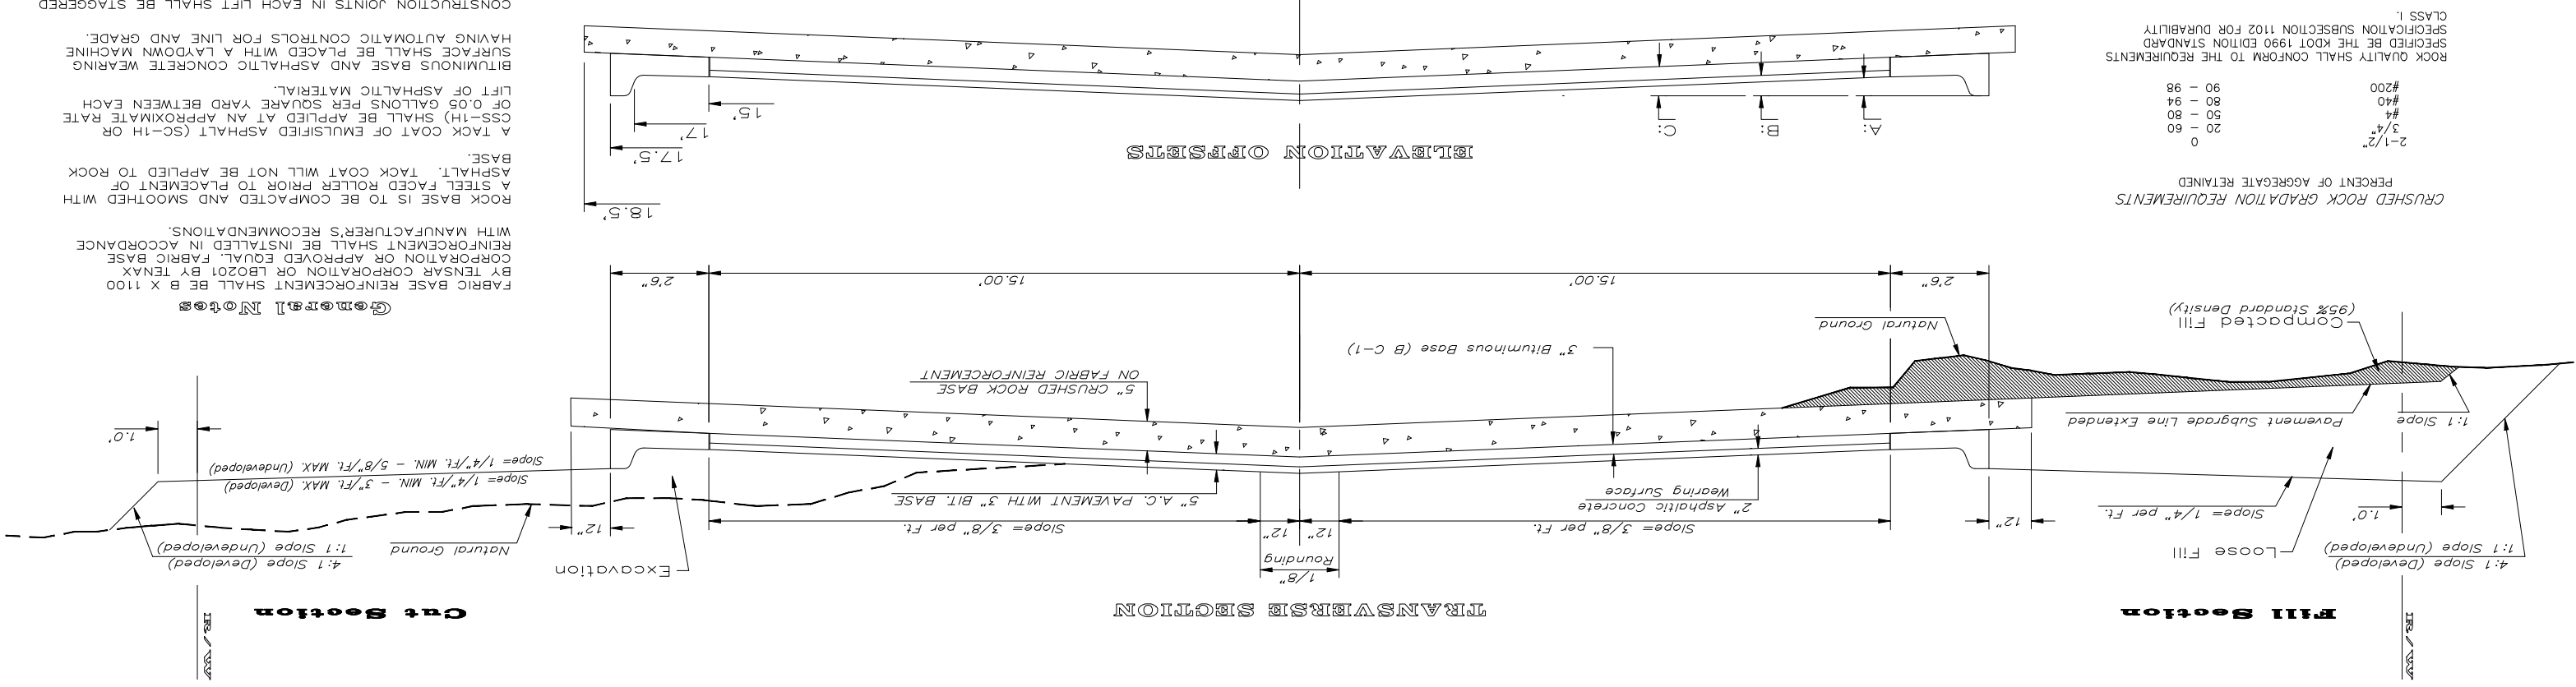 R/W
R/W
Fill Section
TRANSVERSE SECTION
Cut Section
4:1 Slope (Developed)
1:1 Slope (Undeveloped)
Loose Fill
1.0'
Slope= 1/4" per Ft.
12"
1:1 Slope
Pavement Subgrade Line Extended
Compacted Fill
(95% Standard Density)
Natural Ground
1/8"
Rounding
12"
12"
Slope= 3/8" per Ft.
Slope= 3/8" per Ft.
2" Asphaltic Concrete
Wearing Surface
5" A.C. PAVEMENT WITH 3" BIT. BASE
3" Bituminous Base (B C-1)
5" CRUSHED ROCK BASE
ON FABRIC REINFORCEMENT
Excavation
12"
Natural Ground
4:1 Slope (Developed)
1:1 Slope (Undeveloped)
Slope= 1/4"/Ft. MIN. - 3"/Ft. MAX. (Developed)
Slope= 1/4"/Ft. MIN. - 5/8"/Ft. MAX. (Undeveloped)
1.0'
2'6"
15.00'
15.00'
2'6"
CRUSHED ROCK GRADATION REQUIREMENTS
PERCENT OF AGGREGATE RETAINED
2-1/2" 0
3/4" 20 - 60
#4 50 - 80
#40 80 - 94
#200 90 - 98
ROCK QUALITY SHALL CONFORM TO THE REQUIREMENTS
SPECIFIED BE THE KDOT 1990 EDITION STANDARD
SPECIFICATION SUBSECTION 1102 FOR DURABILITY
CLASS I.
ELEVATION OFFSETS
A:
B:
C:
18.5'
17.5'
17'
15'
General Notes
FABRIC BASE REINFORCEMENT SHALL BE B X 1100
BY TENSAR CORPORATION OR LBO201 BY TENAX
CORPORATION OR APPROVED EQUAL. FABRIC BASE
REINFORCEMENT SHALL BE INSTALLED IN ACCORDANCE
WITH MANUFACTURER'S RECOMMENDATIONS.
ROCK BASE IS TO BE COMPACTED AND SMOOTHED WITH
A STEEL FACED ROLLER PRIOR TO PLACEMENT OF
ASPHALT. TACK COAT WILL NOT BE APPLIED TO ROCK
BASE.
A TACK COAT OF EMULSIFIED ASPHALT (SC-1H OR
CSS-1H) SHALL BE APPLIED AT AN APPROXIMATE RATE
OF 0.05 GALLONS PER SQUARE YARD BETWEEN EACH
LIFT OF ASPHALTIC MATERIAL.
BITUMINOUS BASE AND ASPHALTIC CONCRETE WEARING
SURFACE SHALL BE PLACED WITH A LAYDOWN MACHINE
HAVING AUTOMATIC CONTROLS FOR LINE AND GRADE.
CONSTRUCTION JOINTS IN EACH LIFT SHALL BE STAGGERED